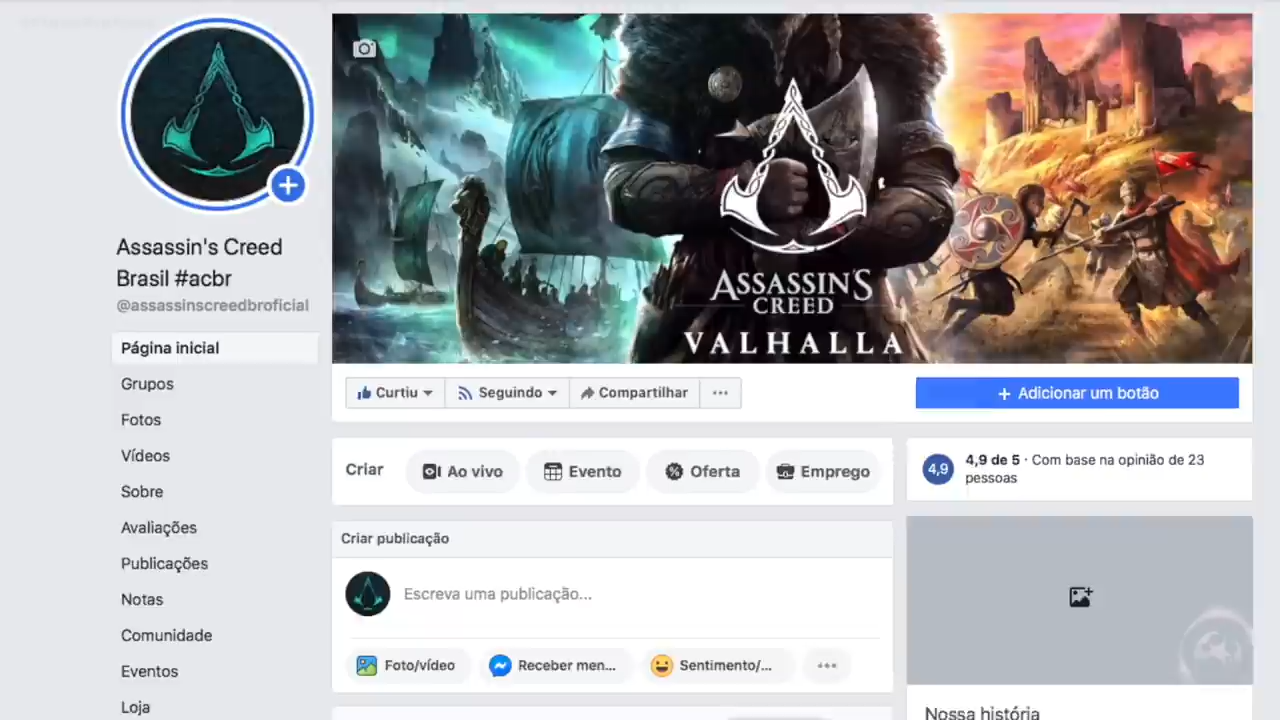 Assassin's Creed
Brasil #acbr
@assassinscreedbroficial
Página inicial
Grupos
Fotos
Vídeos
Sobre
Avaliações
Publicações
Notas
Comunidade
Eventos
Loja
ASSASSIN'S
CREED
VALHALLA
Curtiu
Seguindo
Compartilhar
Adicionar um botão
Criar
Ao vivo
Evento
Oferta
Emprego
Criar publicação
Escreva uma publicação...
Foto/vídeo
Receber men...
Sentimento/...
4,9
4,9 de 5 · Com base na opinião de 23
pessoas
Nossa história